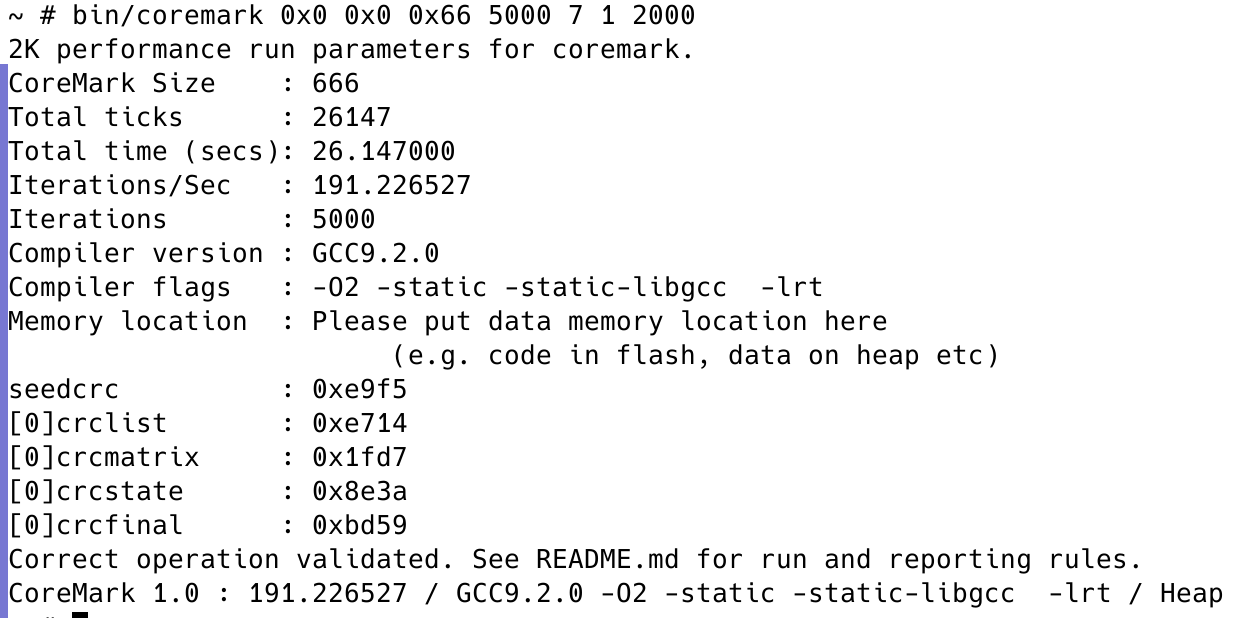 ~ # bin/coremark 0x0 0x0 0x66 5000 7 1 2000
2K performance run parameters for coremark.
CoreMark Size    : 666
Total ticks      : 26147
Total time (secs): 26.147000
Iterations/Sec   : 191.226527
Iterations       : 5000
Compiler version : GCC9.2.0
Compiler flags   : -O2 -static -static-libgcc  -lrt
Memory location  : Please put data memory location here
                        (e.g. code in flash, data on heap etc)
seedcrc          : 0xe9f5
[0]crclist       : 0xe714
[0]crcmatrix     : 0x1fd7
[0]crcstate      : 0x8e3a
[0]crcfinal      : 0xbd59
Correct operation validated. See README.md for run and reporting rules.
CoreMark 1.0 : 191.226527 / GCC9.2.0 -O2 -static -static-libgcc  -lrt / Heap